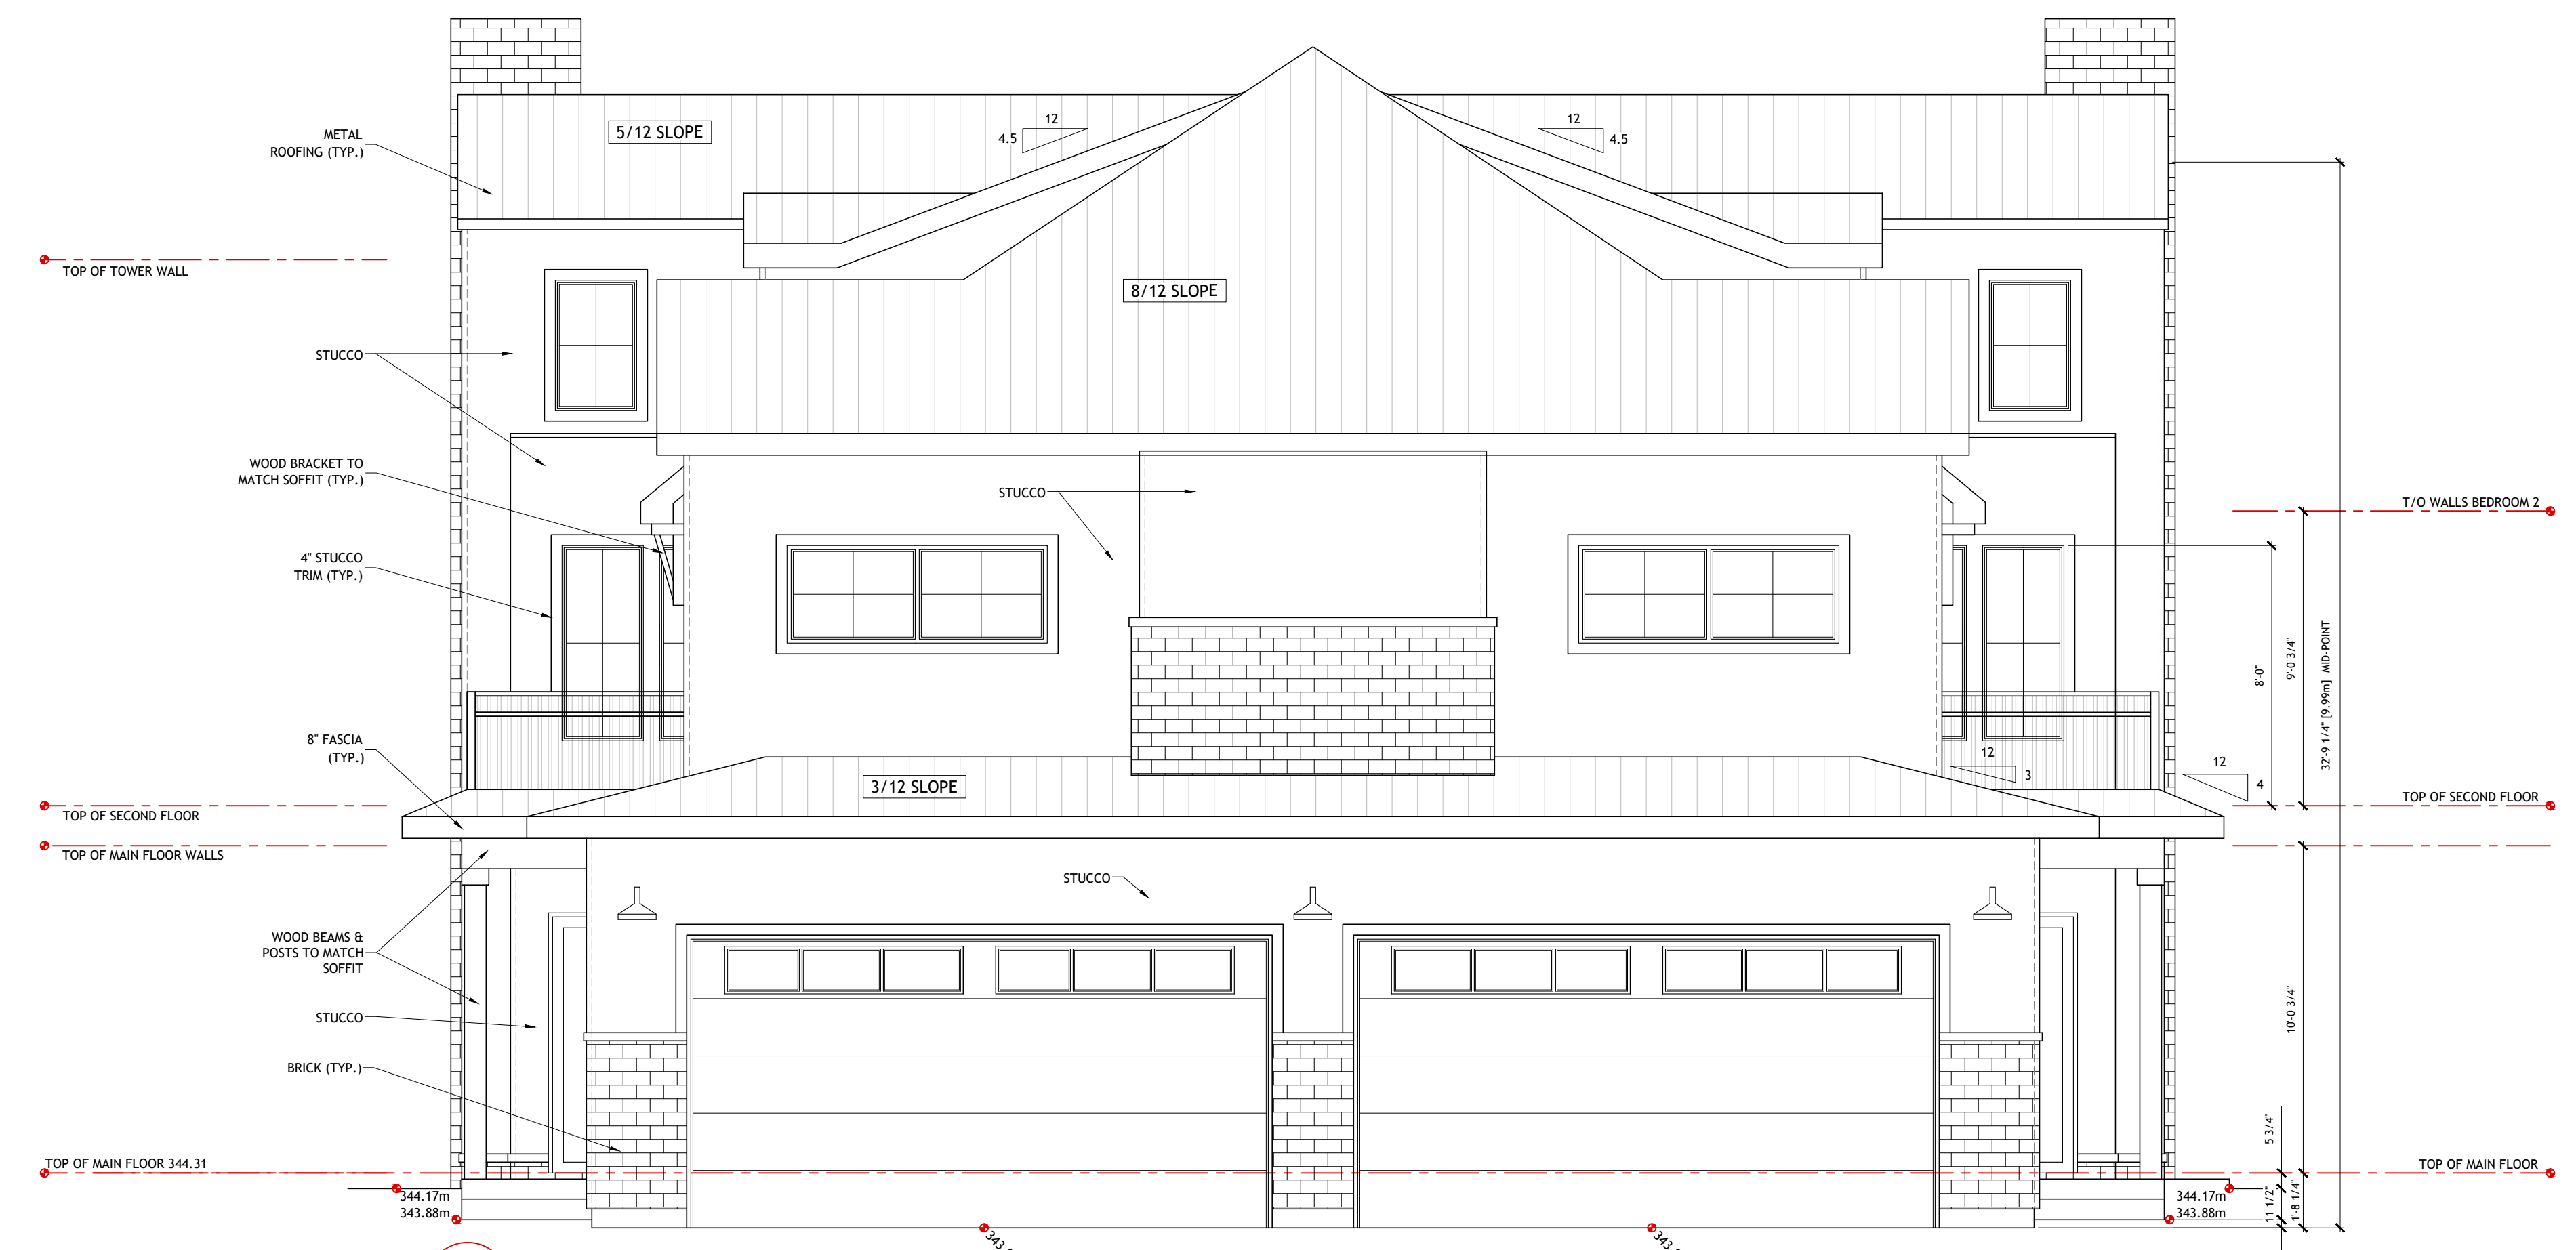 METAL
ROOFING (TYP.)
5/12 SLOPE
12
4.5
12
4.5
TOP OF TOWER WALL
8/12 SLOPE
STUCCO
WOOD BRACKET TO
MATCH SOFFIT (TYP.)
STUCCO
T/O WALLS BEDROOM 2
4" STUCCO
TRIM (TYP.)
8'-0"
9'-0 3/4"
32'-9 1/4" [9.99m] MID-POINT
8" FASCIA
(TYP.)
12
3
12
4
3/12 SLOPE
TOP OF SECOND FLOOR
TOP OF SECOND FLOOR
TOP OF MAIN FLOOR WALLS
STUCCO
WOOD BEAMS &
POSTS TO MATCH
SOFFIT
10'-0 3/4"
STUCCO
BRICK (TYP.)
5 3/4"
TOP OF MAIN FLOOR 344.31
TOP OF MAIN FLOOR
344.17m
343.88m
344.17m
343.88m
11 1/2"
1'-8 1/4"